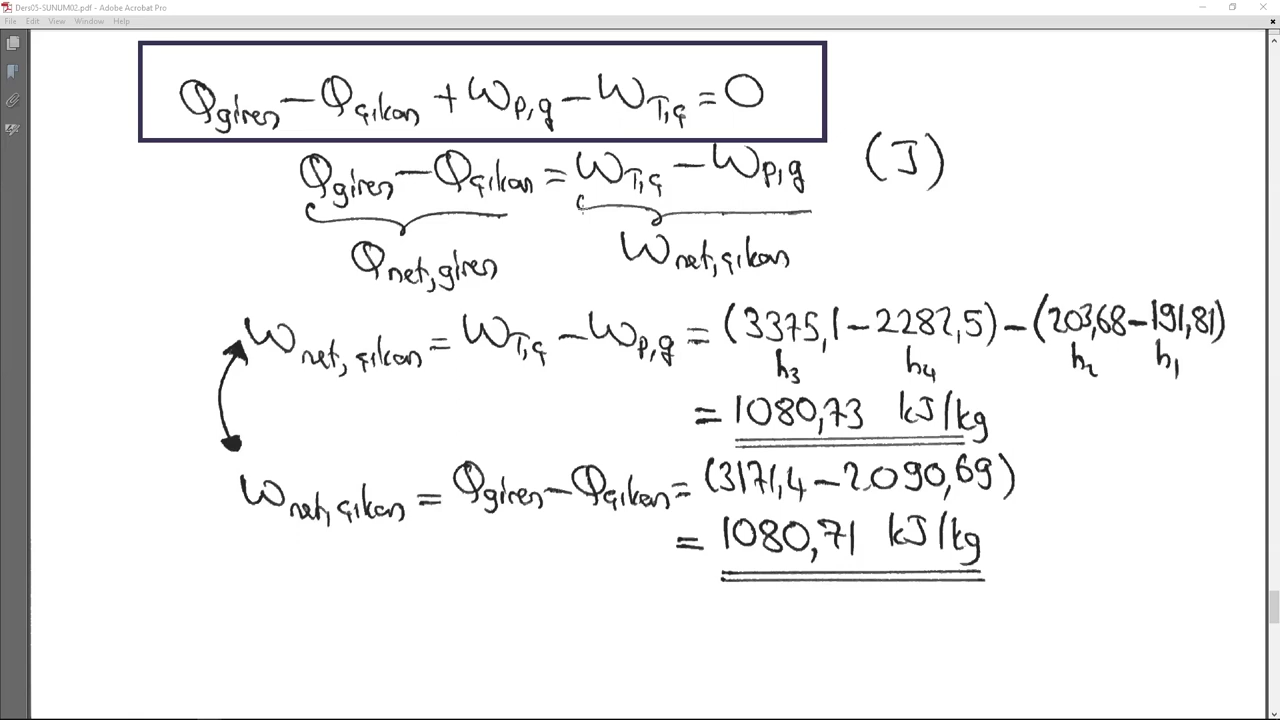 Ders05-SUNUM02.pdf - Adobe Acrobat Pro
File Edit View Window Help
Qgiren − Qçıkan + WP,g − WT,ç = 0
Qgiren − Qçıkan = WT,ç − WP,g (J)
Qnet,giren Wnet,çıkan
Wnet,çıkan = WT,ç − WP,g = (3375,1 − 2282,5) − (203,68 − 191,81)
h3 h4 h2 h1
= 1080,73 kJ/kg
Wnet,çıkan = Qgiren − Qçıkan = (3171,4 − 2090,69)
= 1080,71 kJ/kg